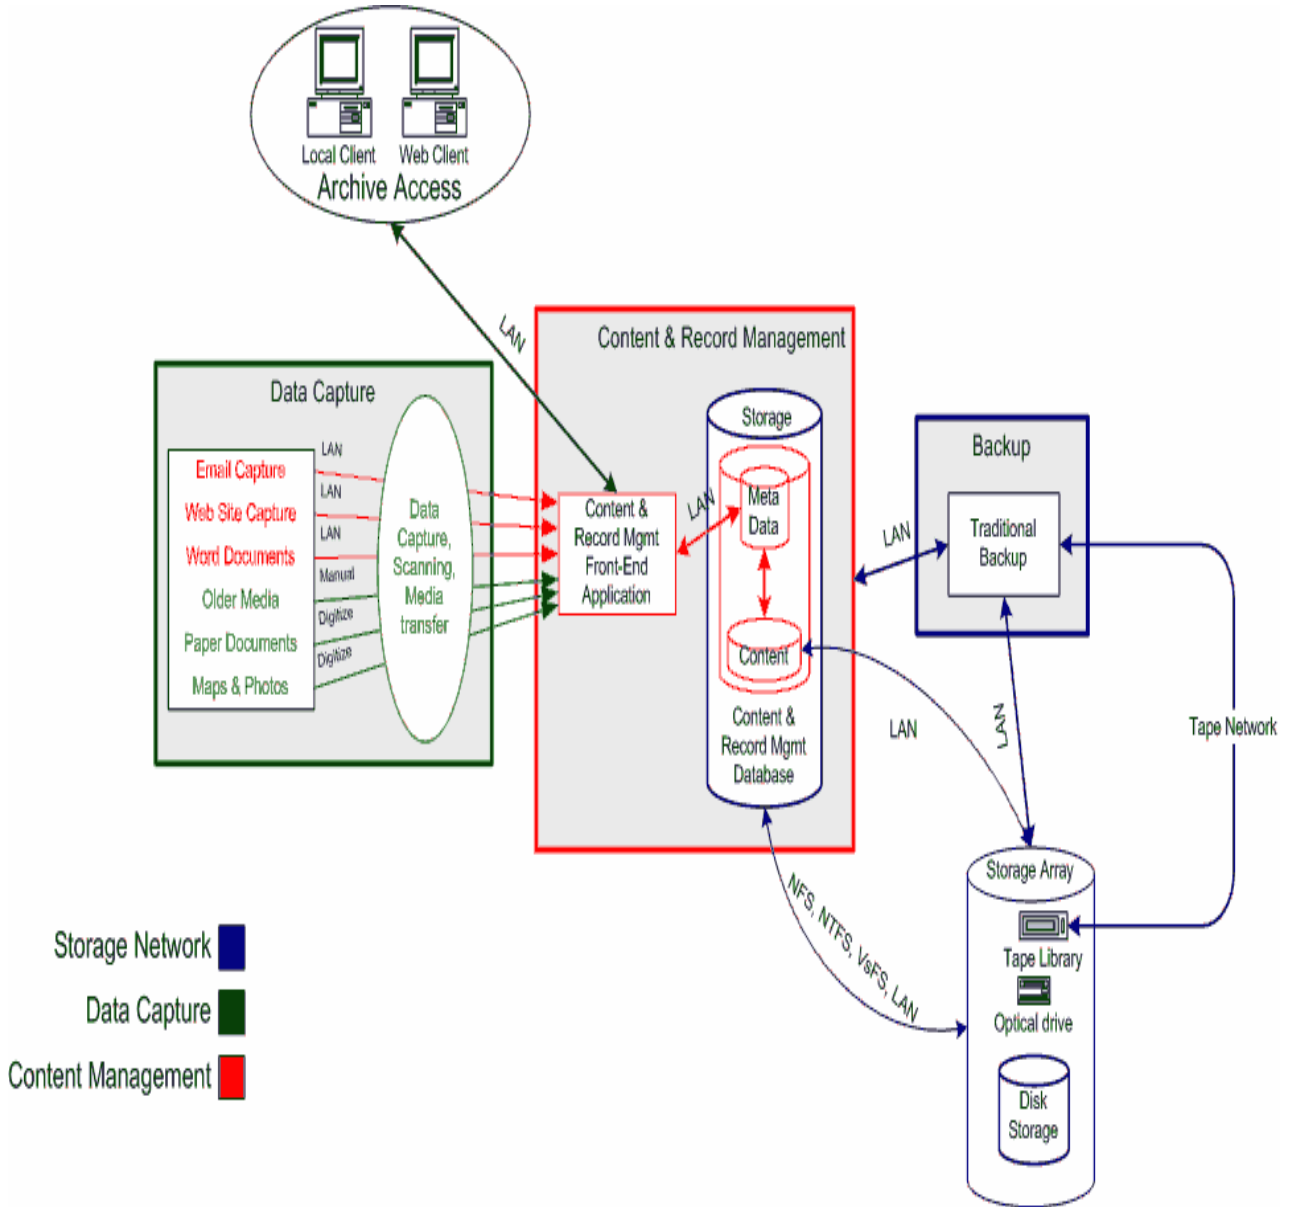 Local Client
Web Client
Archive Access
LAN
Content & Record Management
Data Capture
Storage
Backup
LAN
Email Capture
LAN
Web Site Capture
LAN
Word Documents
Manual
Older Media
Digitize
Paper Documents
Digitize
Maps & Photos
Data
Capture,
Scanning,
Media
transfer
Content &
Record Mgmt
Front-End
Application
LAN
Meta
Data
Content
Content &
Record Mgmt
Database
LAN
Traditional
Backup
LAN
LAN
Tape Network
NFS, NTFS, VsFS, LAN
Storage Array
Tape Library
Optical drive
Disk
Storage
Storage Network
Data Capture
Content Management